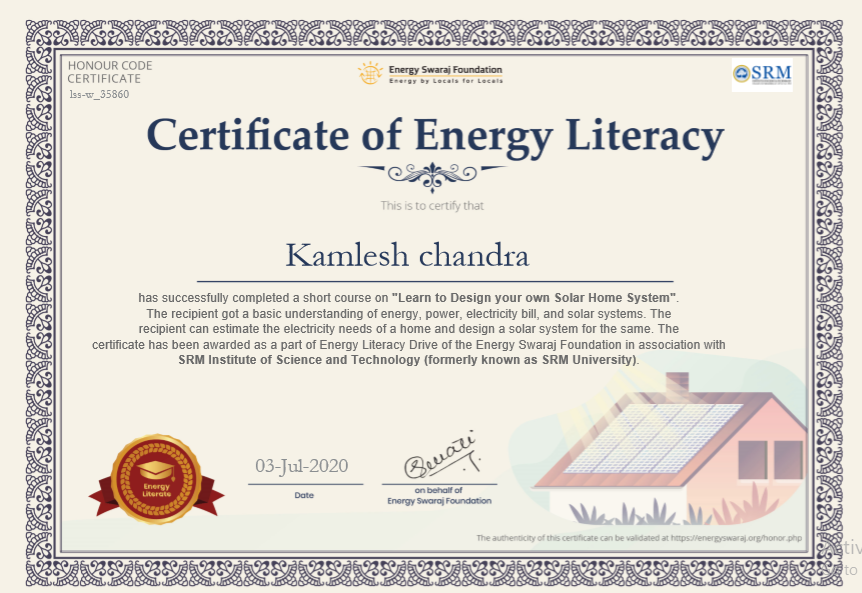 HONOUR CODE
CERTIFICATE
lss-w_35860
Energy Swaraj Foundation
Energy by Locals for Locals
SRM
Certificate of Energy Literacy
This is to certify that
Kamlesh chandra
has successfully completed a short course on "Learn to Design your own Solar Home System".
The recipient got a basic understanding of energy, power, electricity bill, and solar systems. The
recipient can estimate the electricity needs of a home and design a solar system for the same. The
certificate has been awarded as a part of Energy Literacy Drive of the Energy Swaraj Foundation in association with
SRM Institute of Science and Technology (formerly known as SRM University).
Energy
Literate
03-Jul-2020
Date
on behalf of
Energy Swaraj Foundation
The authenticity of this certificate can be validated at https://energyswaraj.org/honor.php